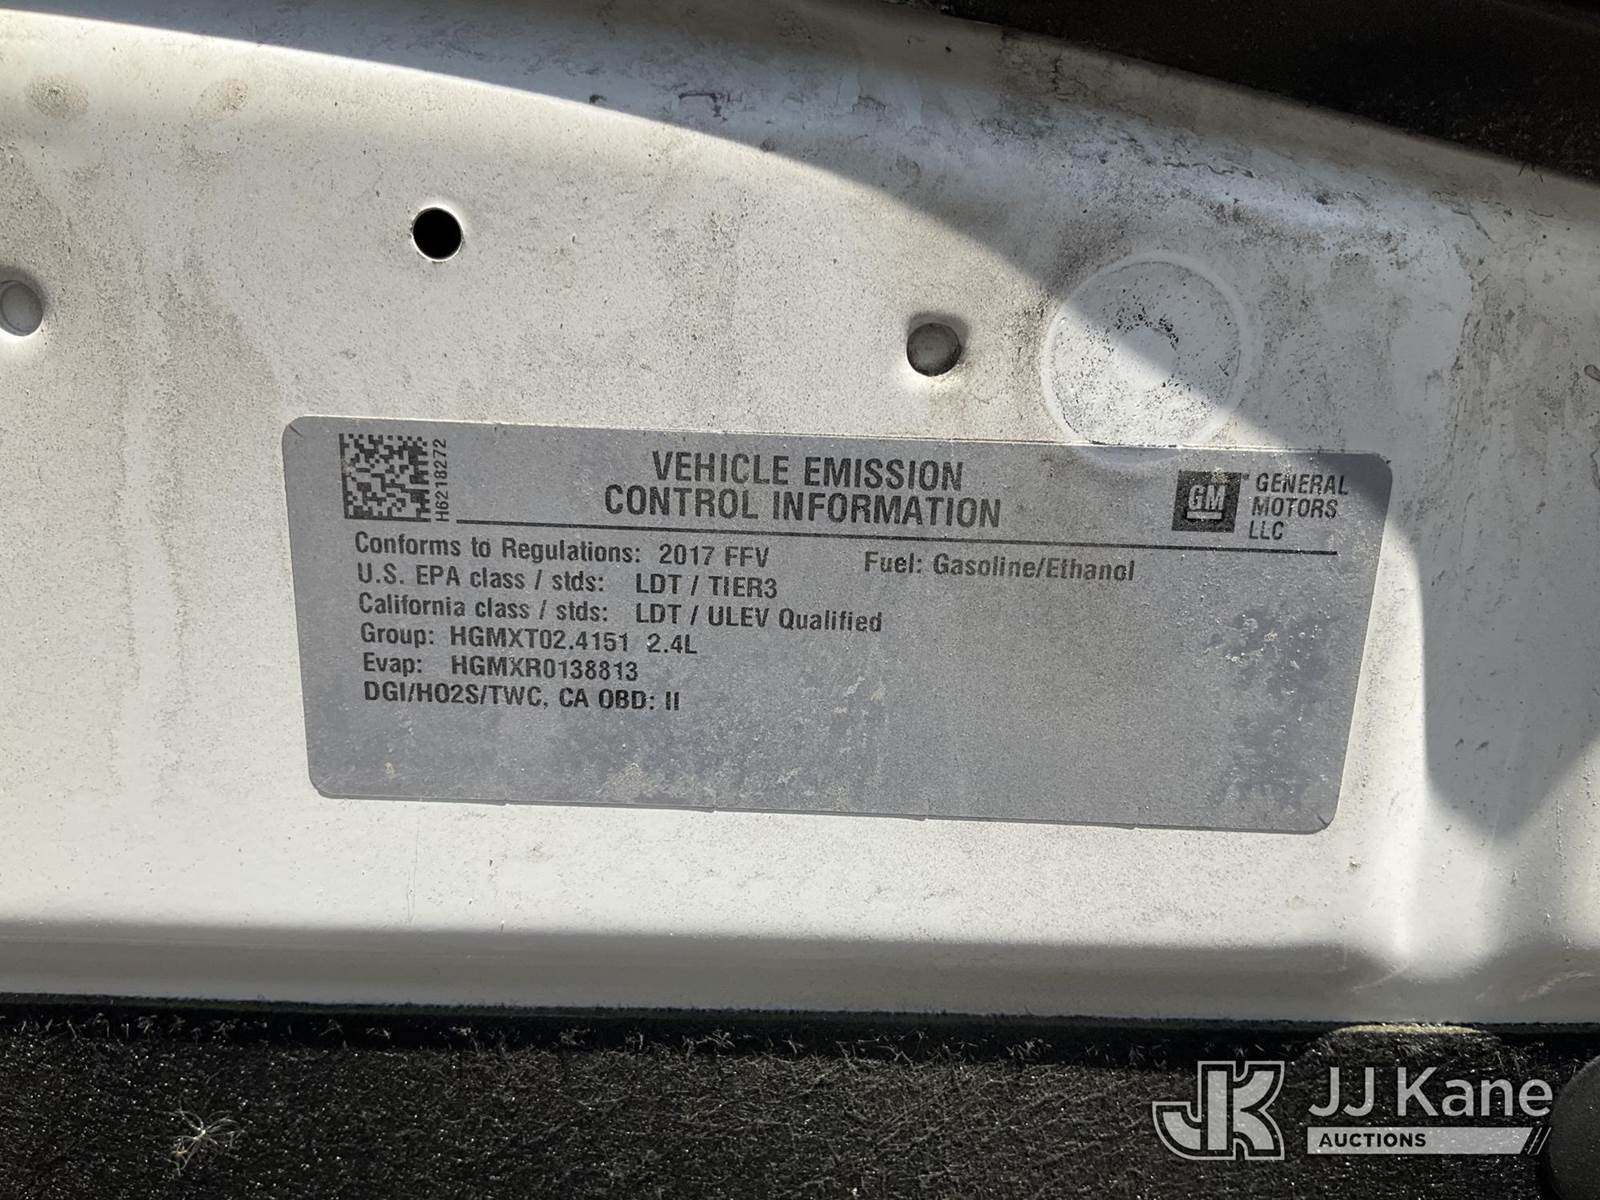 H6218272
VEHICLE EMISSION
CONTROL INFORMATION
GM
GENERAL
MOTORS
LLC
Conforms to Regulations: 2017 FFV Fuel: Gasoline/Ethanol
U.S. EPA class / stds: LDT / TIER3
California class / stds: LDT / ULEV Qualified
Group: HGMXT02.4151 2.4L
Evap: HGMXR0138813
DGI/HO2S/TWC, CA OBD: II
JK JJ Kane
AUCTIONS